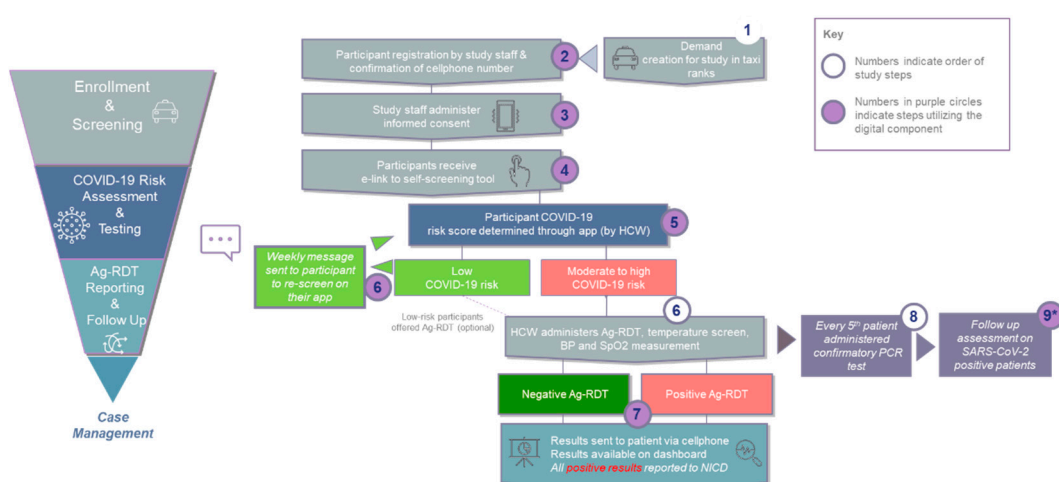 1
Demand
creation for study in taxi
ranks
Participant registration by study staff &
confirmation of cellphone number
2
Study staff administer
informed consent
3
Participants receive
e-link to self-screening tool
4
Participant COVID-19
risk score determined through app (by HCW)
5
Weekly message
sent to participant
to re-screen on
their app
6
Low
COVID-19 risk
Moderate to high
COVID-19 risk
Low-risk participants
offered Ag-RDT (optional)
6
HCW administers Ag-RDT, temperature screen,
BP and SpO2 measurement
8
Every 5th patient
administered
confirmatory PCR
test
9*
Follow up
assessment on
SARS-CoV-2
positive patients
Negative Ag-RDT
Positive Ag-RDT
7
Results sent to patient via cellphone
Results available on dashboard
All positive results reported to NICD
Enrollment
&
Screening
COVID-19 Risk
Assessment
&
Testing
Ag-RDT
Reporting
&
Follow Up
Case
Management
Key
Numbers indicate order of
study steps
Numbers in purple circles
indicate steps utilizing the
digital component